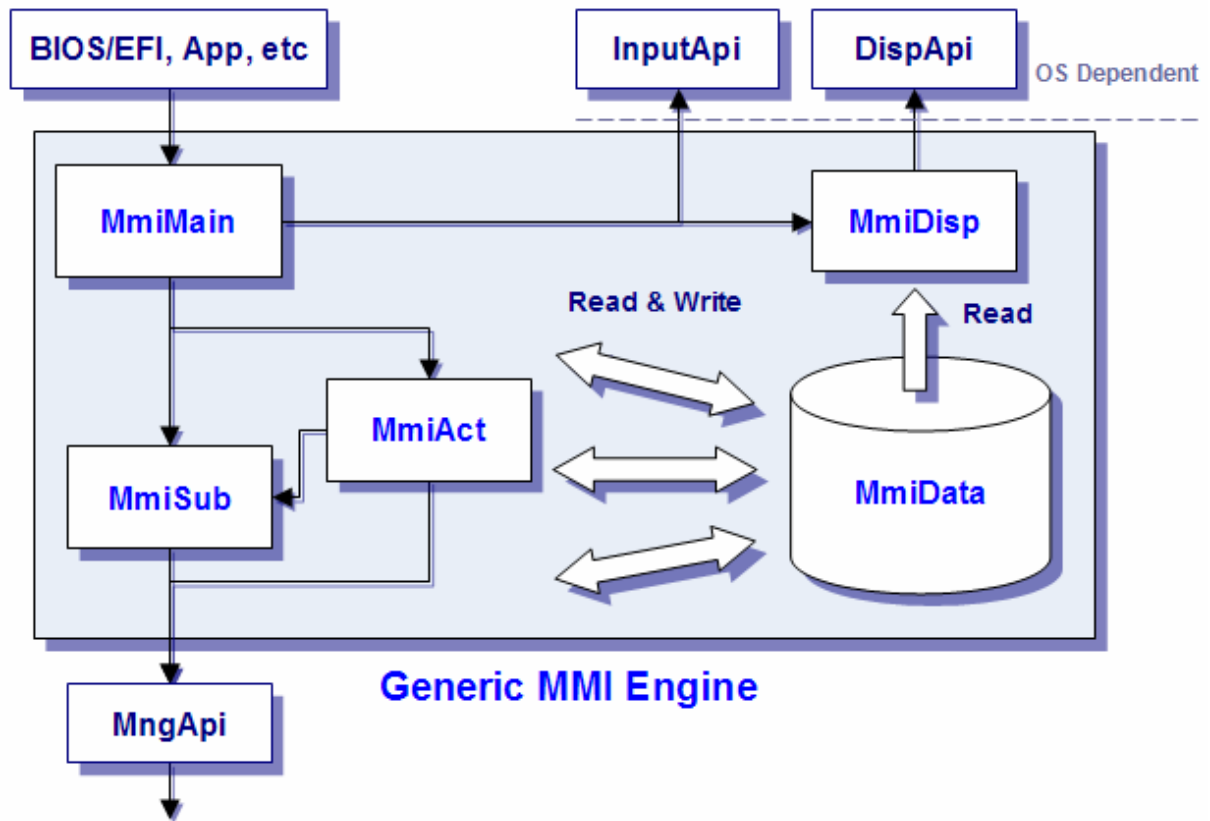 BIOS/EFI, App, etc
InputApi
DispApi
OS Dependent
MmiMain
MmiDisp
Read & Write
Read
MmiAct
MmiSub
MmiData
Generic MMI Engine
MngApi